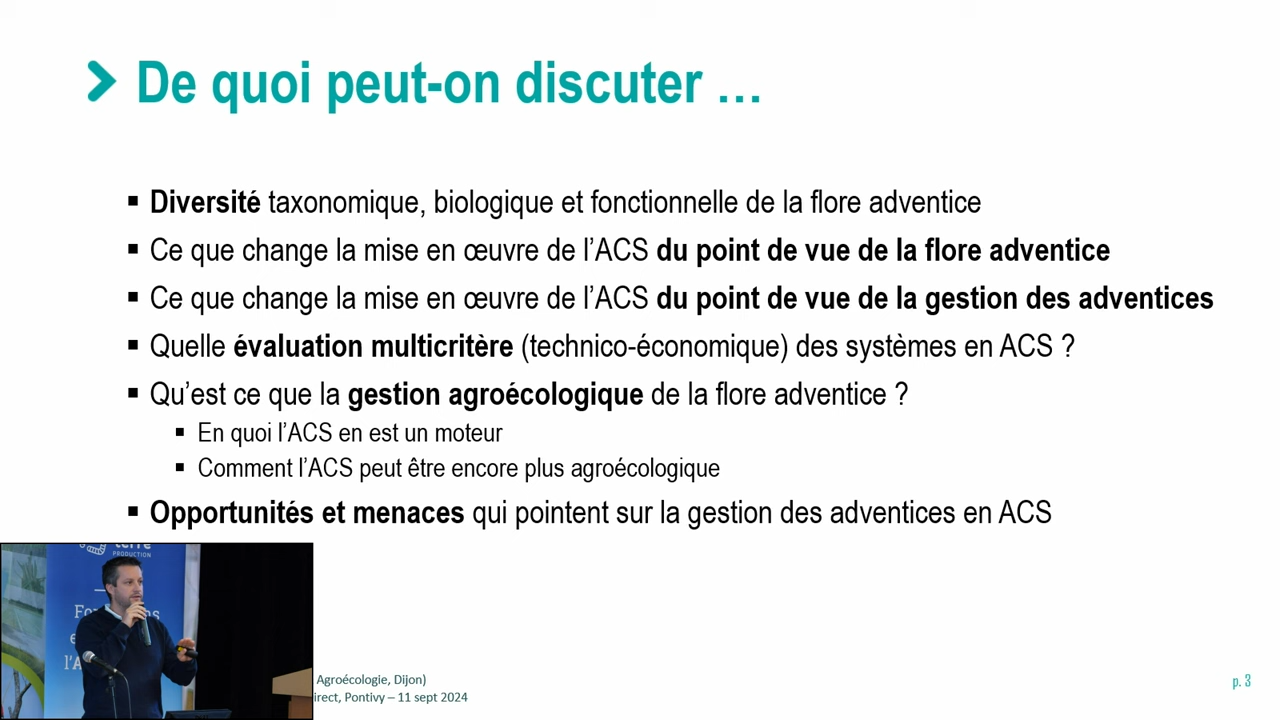 De quoi peut-on discuter …
Diversité taxonomique, biologique et fonctionnelle de la flore adventice
Ce que change la mise en œuvre de l’ACS du point de vue de la flore adventice
Ce que change la mise en œuvre de l’ACS du point de vue de la gestion des adventices
Quelle évaluation multicritère (technico-économique) des systèmes en ACS ?
Qu’est ce que la gestion agroécologique de la flore adventice ?
En quoi l’ACS en est un moteur
Comment l’ACS peut être encore plus agroécologique
Opportunités et menaces qui pointent sur la gestion des adventices en ACS
terre
PRODUCTION
Agroécologie, Dijon)
Pontivy – 11 sept 2024
p. 3